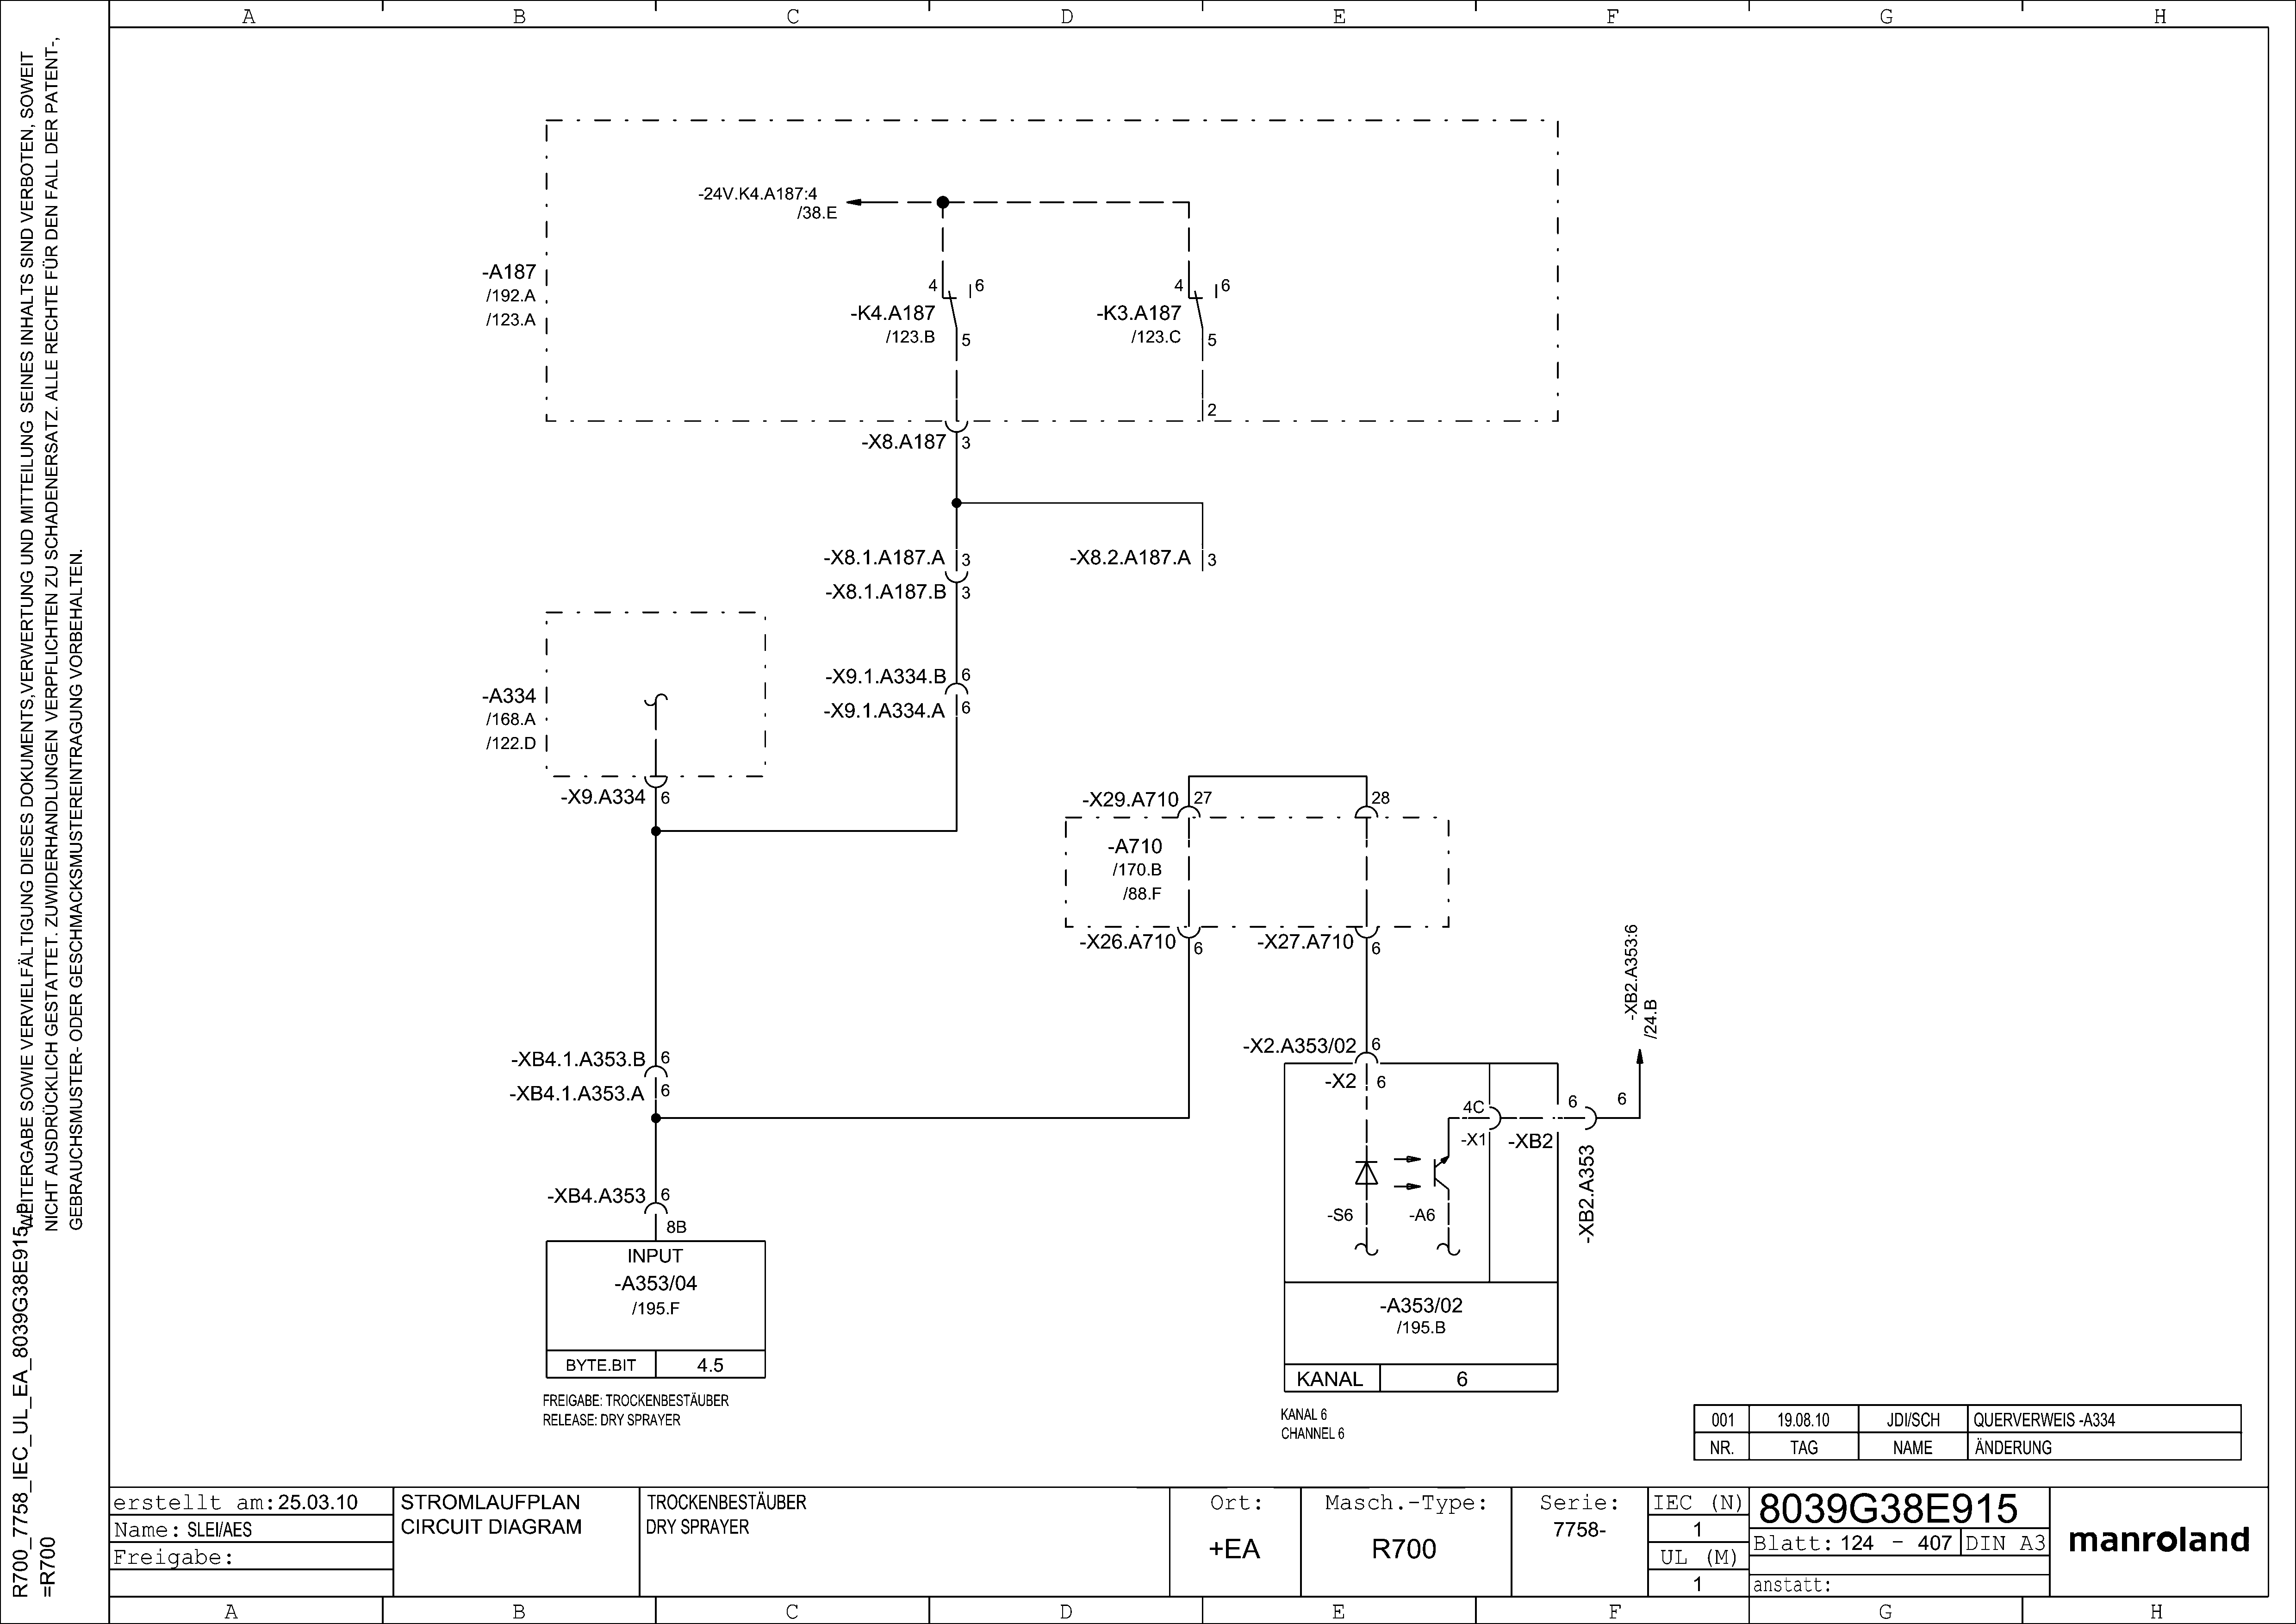 A B C D E F G H
WEITERGABE SOWIE VERVIELFÄLTIGUNG DIESES DOKUMENTS,VERWERTUNG UND MITTEILUNG SEINES INHALTS SIND VERBOTEN, SOWEIT
NICHT AUSDRÜCKLICH GESTATTET. ZUWIDERHANDLUNGEN VERPFLICHTEN ZU SCHADENERSATZ. ALLE RECHTE FÜR DEN FALL DER PATENT-,
GEBRAUCHSMUSTER- ODER GESCHMACKSMUSTEREINTRAGUNG VORBEHALTEN.
-24V.K4.A187:4
/38.E
-A187
/192.A
/123.A
4 6
-K4.A187
/123.B
5
4 6
-K3.A187
/123.C
5
2
-X8.A187 3
-X8.1.A187.A 3
-X8.2.A187.A 3
-X8.1.A187.B 3
-X9.1.A334.B 6
-X9.1.A334.A 6
-A334
/168.A
/122.D
-X9.A334 6
-X29.A710 27
28
-A710
/170.B
/88.F
-X26.A710 6
-X27.A710 6
-XB2.A353:6
/24.B
-XB4.1.A353.B 6
-XB4.1.A353.A 6
-X2.A353/02 6
-X2 6
4C
-X1
-XB2
6
6
-XB2.A353
-S6
-A6
-XB4.A353 6
8B
INPUT
-A353/04
/195.F
BYTE.BIT 4.5
FREIGABE: TROCKENBESTÄUBER
RELEASE: DRY SPRAYER
-A353/02
/195.B
KANAL 6
KANAL 6
CHANNEL 6
001 19.08.10 JDI/SCH QUERVERWEIS -A334
NR. TAG NAME ÄNDERUNG
R700_7758_IEC_UL_EA_8039G38E915_D
=R700
erstellt am: 25.03.10
Name: SLEI/AES
Freigabe:
STROMLAUFPLAN
CIRCUIT DIAGRAM
TROCKENBESTÄUBER
DRY SPRAYER
Ort:
+EA
Masch.-Type:
R700
Serie:
7758-
IEC (N)
1
UL (M)
1
8039G38E915
Blatt: 124 - 407 DIN A3
anstatt:
manroland
A B C D E F G H